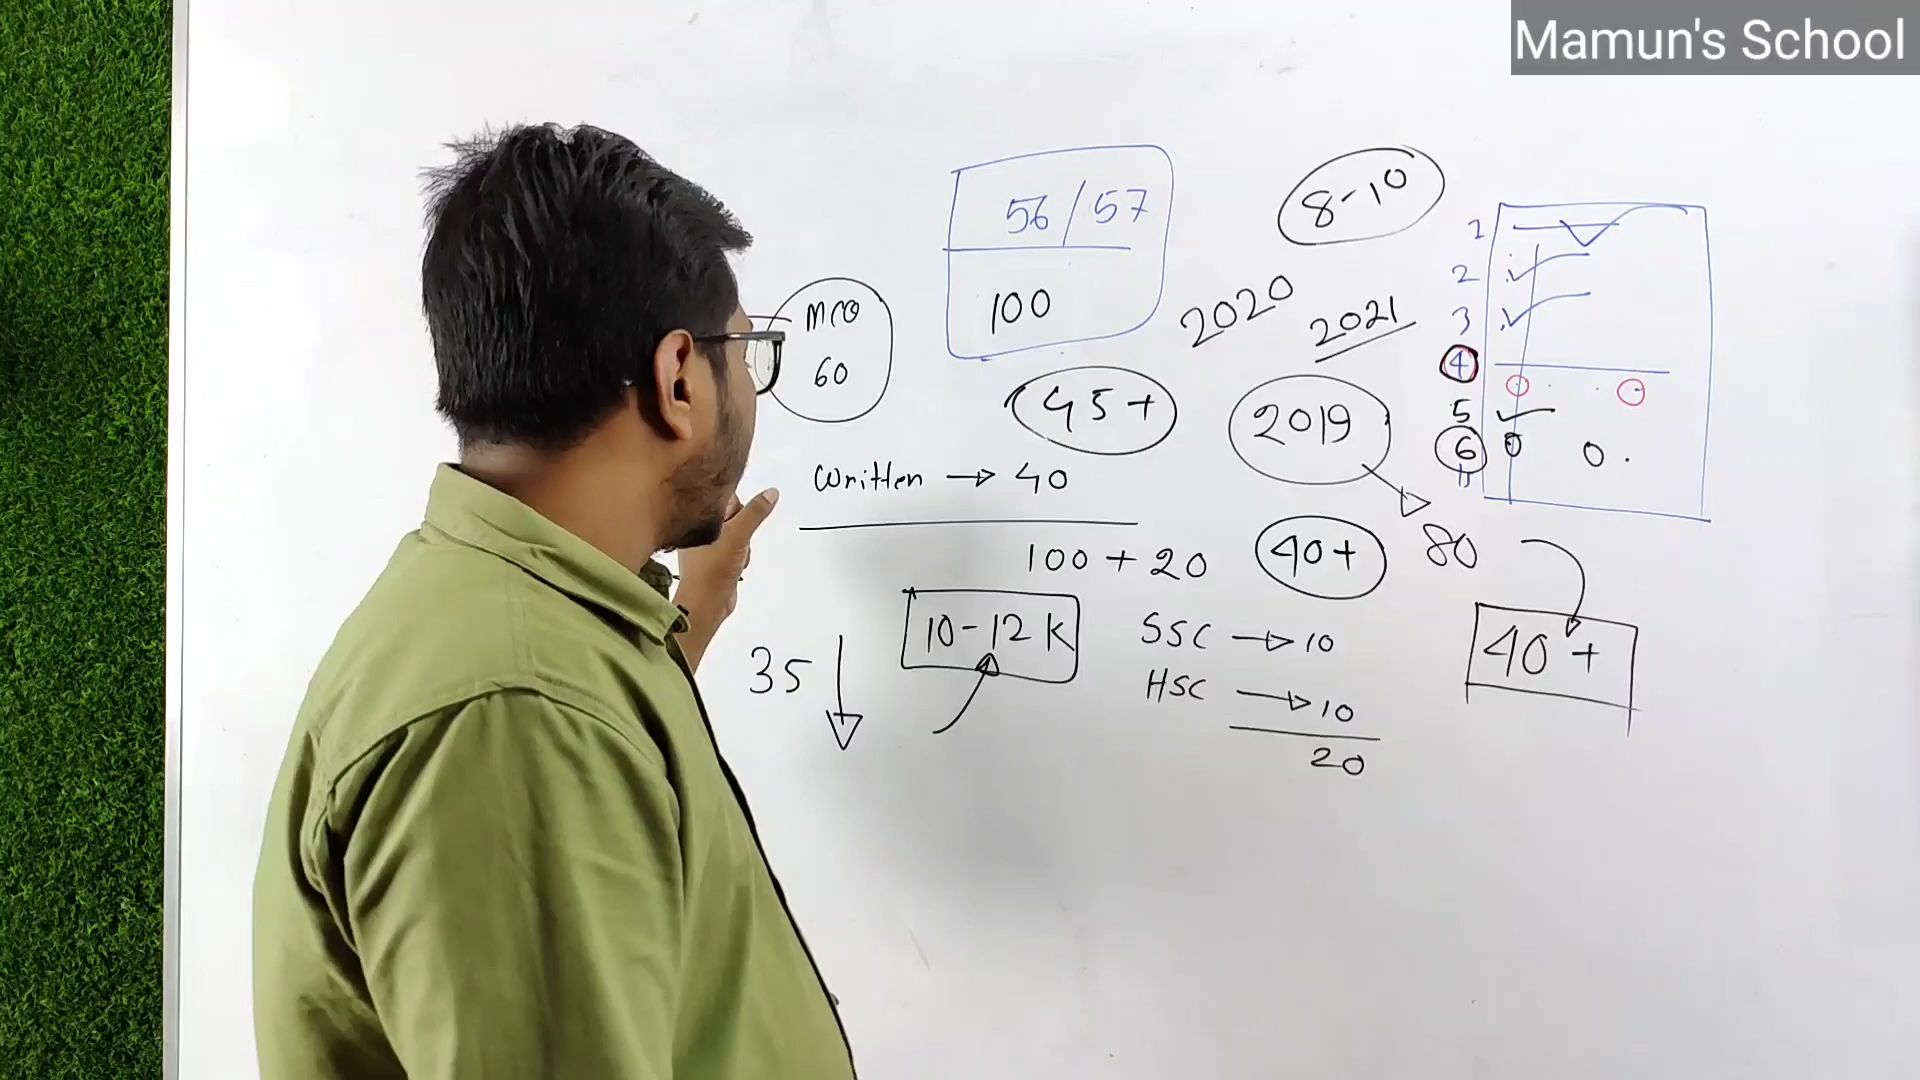 Mamun's School
56/57
100
8-10
2020
2021
MCQ
60
45+
2019
Written → 40
100 + 20
40+
80
10-12 K
35 ↓
SSC → 10
HSC → 10
20
40+
1
2
3
4
5
6